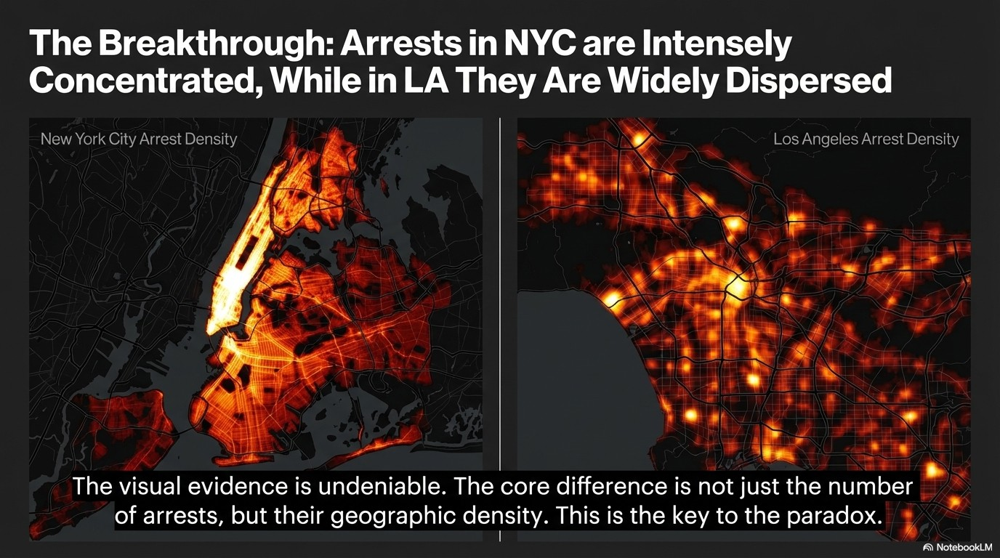 The Breakthrough: Arrests in NYC are Intensely
Concentrated, While in LA They Are Widely Dispersed
New York City Arrest Density
Los Angeles Arrest Density
The visual evidence is undeniable. The core difference is not just the number
of arrests, but their geographic density. This is the key to the paradox.
NotebookLM